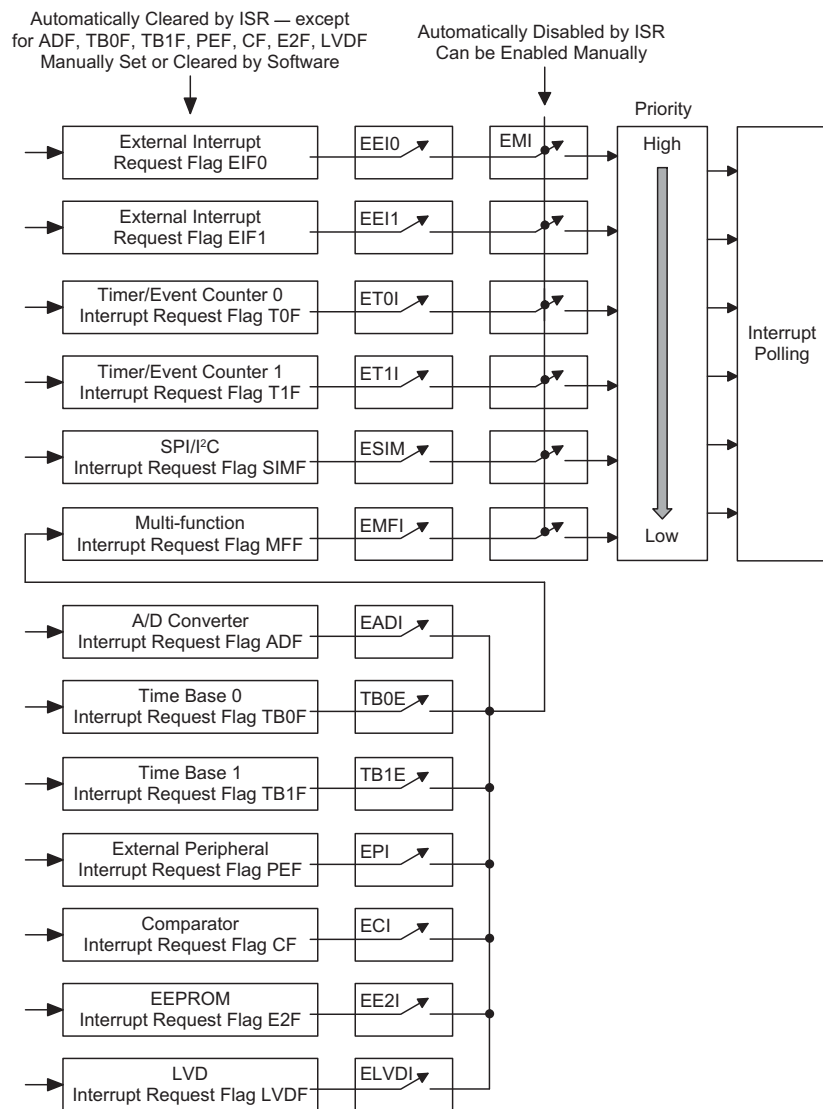 Automatically Cleared by ISR — except
for ADF, TB0F, TB1F, PEF, CF, E2F, LVDF
Manually Set or Cleared by Software
Automatically Disabled by ISR
Can be Enabled Manually
Priority
External Interrupt
Request Flag EIF0
EEI0
EMI
High
External Interrupt
Request Flag EIF1
EEI1
Timer/Event Counter 0
Interrupt Request Flag T0F
ET0I
Interrupt
Polling
Timer/Event Counter 1
Interrupt Request Flag T1F
ET1I
SPI/I²C
Interrupt Request Flag SIMF
ESIM
Multi-function
Interrupt Request Flag MFF
EMFI
Low
A/D Converter
Interrupt Request Flag ADF
EADI
Time Base 0
Interrupt Request Flag TB0F
TB0E
Time Base 1
Interrupt Request Flag TB1F
TB1E
External Peripheral
Interrupt Request Flag PEF
EPI
Comparator
Interrupt Request Flag CF
ECI
EEPROM
Interrupt Request Flag E2F
EE2I
LVD
Interrupt Request Flag LVDF
ELVDI